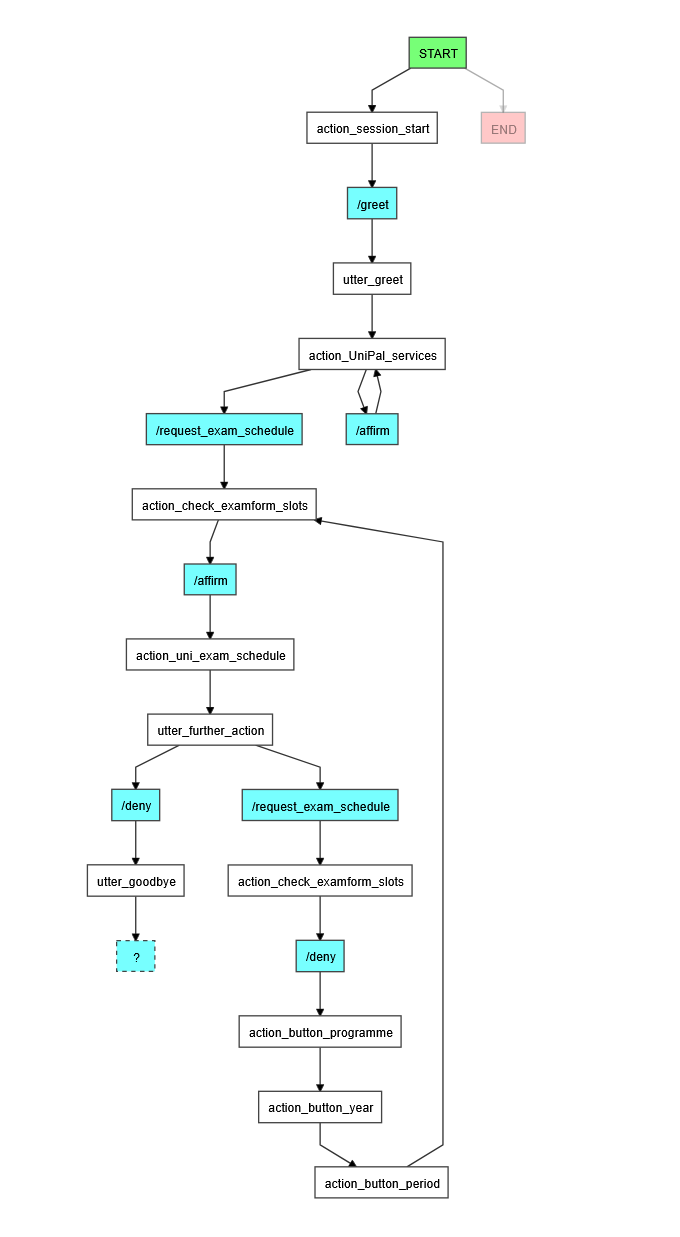 START
action_session_start
END
/greet
utter_greet
action_UniPal_services
/request_exam_schedule
/affirm
action_check_examform_slots
/affirm
action_uni_exam_schedule
utter_further_action
/deny
/request_exam_schedule
utter_goodbye
action_check_examform_slots
?
/deny
action_button_programme
action_button_year
action_button_period